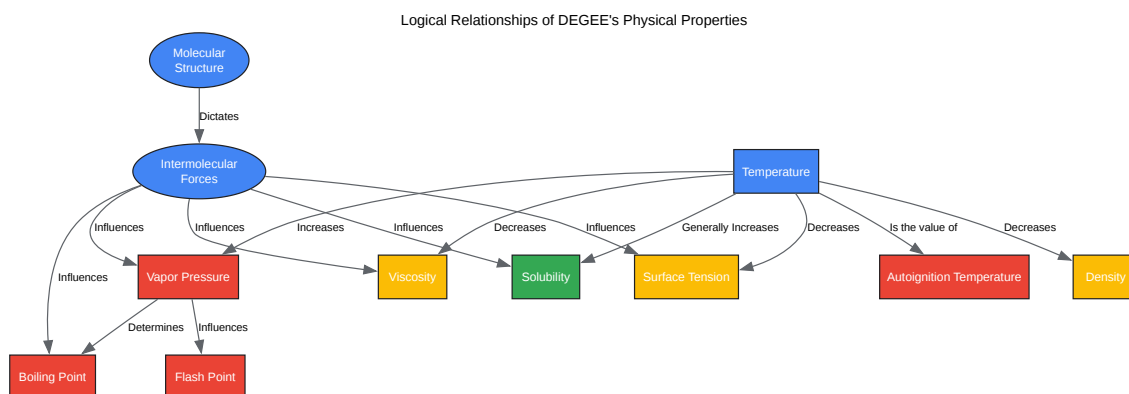 Logical Relationships of DEGEE's Physical Properties
Molecular
Structure
Dictates
Intermolecular
Forces
Temperature
Influences
Influences
Increases
Influences
Decreases
Influences
Generally Increases
Decreases
Is the value of
Decreases
Influences
Vapor Pressure
Viscosity
Solubility
Surface Tension
Autoignition Temperature
Density
Determines
Influences
Boiling Point
Flash Point